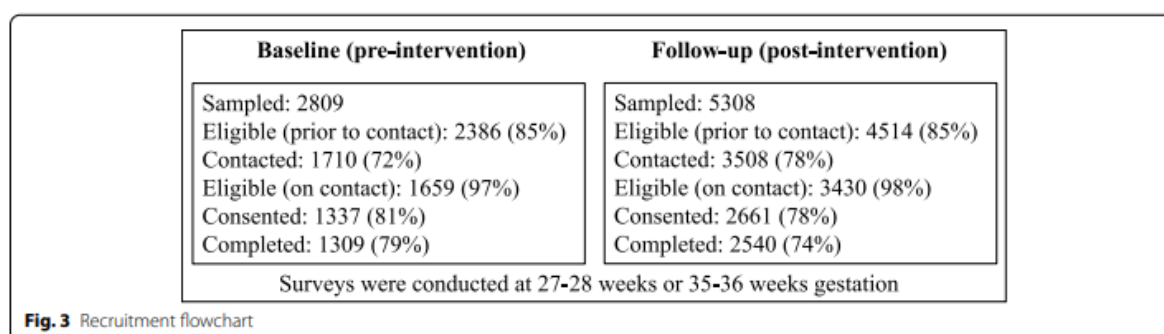 Baseline (pre-intervention)
Sampled: 2809
Eligible (prior to contact): 2386 (85%)
Contacted: 1710 (72%)
Eligible (on contact): 1659 (97%)
Consented: 1337 (81%)
Completed: 1309 (79%)
Follow-up (post-intervention)
Sampled: 5308
Eligible (prior to contact): 4514 (85%)
Contacted: 3508 (78%)
Eligible (on contact): 3430 (98%)
Consented: 2661 (78%)
Completed: 2540 (74%)
Surveys were conducted at 27-28 weeks or 35-36 weeks gestation
Fig. 3 Recruitment flowchart